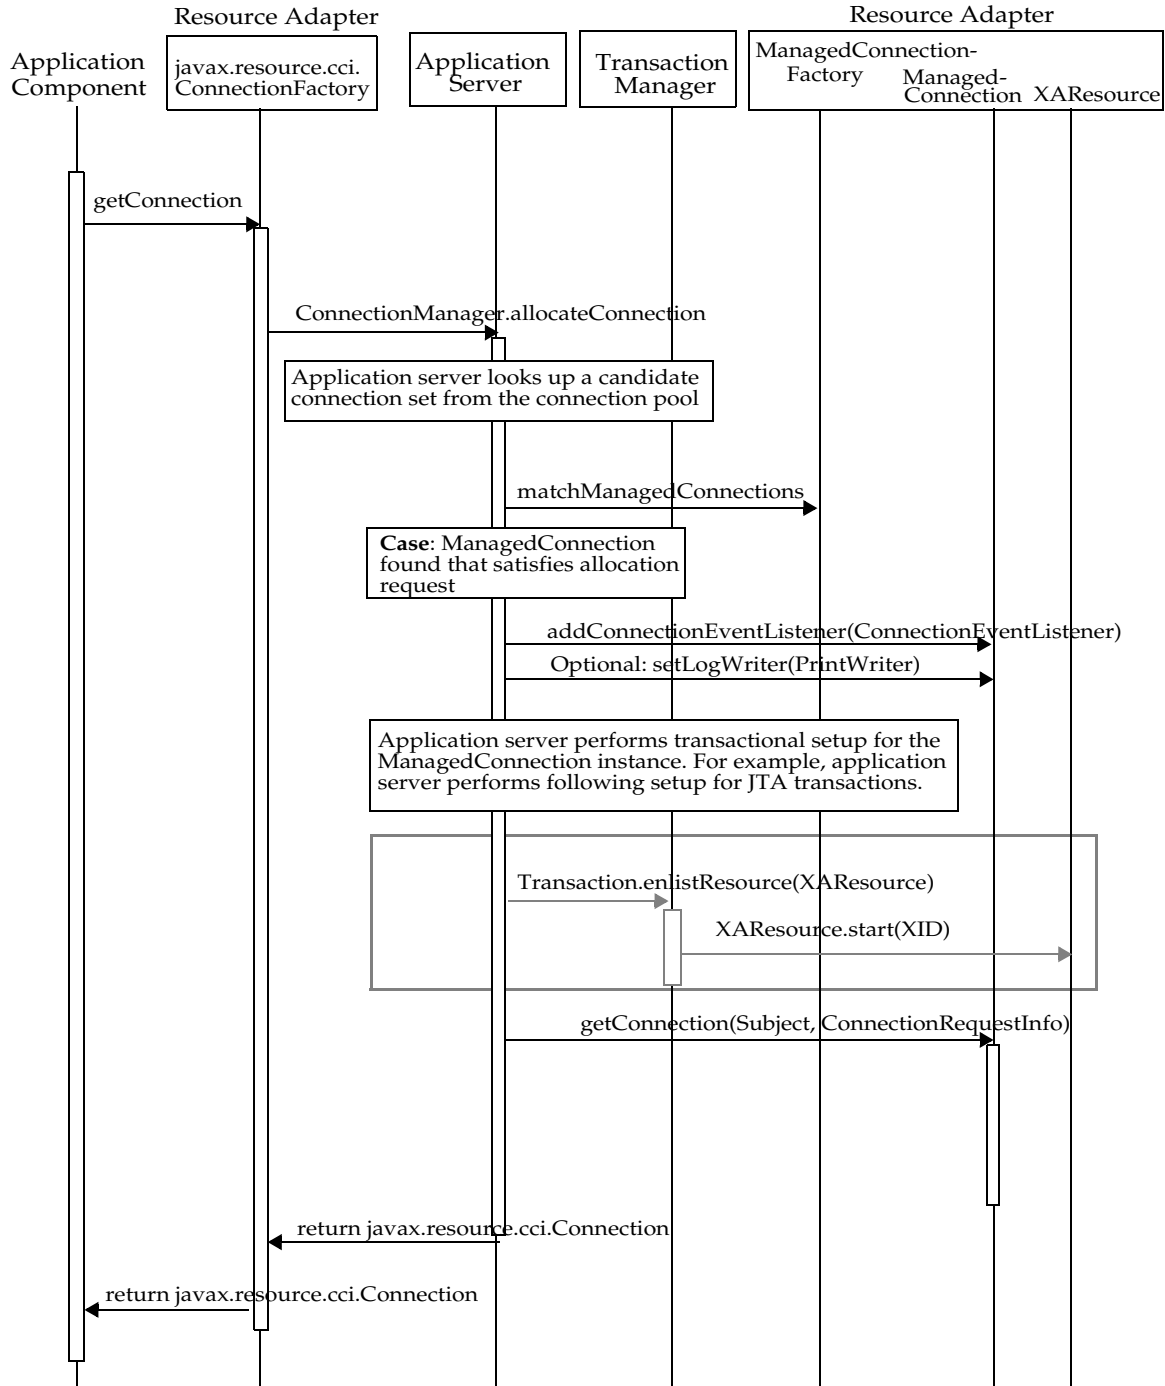 Resource Adapter
Resource Adapter
Application
Component
javax.resource.cci.
ConnectionFactory
Application
Server
Transaction
Manager
ManagedConnection-
Factory
Managed-
Connection
XAResource
getConnection
ConnectionManager.allocateConnection
Application server looks up a candidate
connection set from the connection pool
matchManagedConnections
Case: ManagedConnection
found that satisfies allocation
request
addConnectionEventListener(ConnectionEventListener)
Optional: setLogWriter(PrintWriter)
Application server performs transactional setup for the
ManagedConnection instance. For example, application
server performs following setup for JTA transactions.
Transaction.enlistResource(XAResource)
XAResource.start(XID)
getConnection(Subject, ConnectionRequestInfo)
return javax.resource.cci.Connection
return javax.resource.cci.Connection